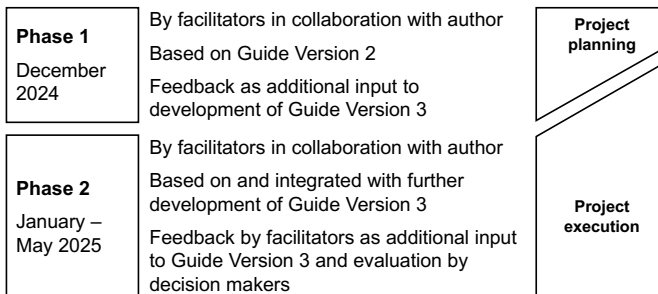 Phase 1
December
2024
By facilitators in collaboration with author
Based on Guide Version 2
Feedback as additional input to
development of Guide Version 3
Project
planning
Phase 2
January –
May 2025
By facilitators in collaboration with author
Based on and integrated with further
development of Guide Version 3
Feedback by facilitators as additional input
to Guide Version 3 and evaluation by
decision makers
Project
execution